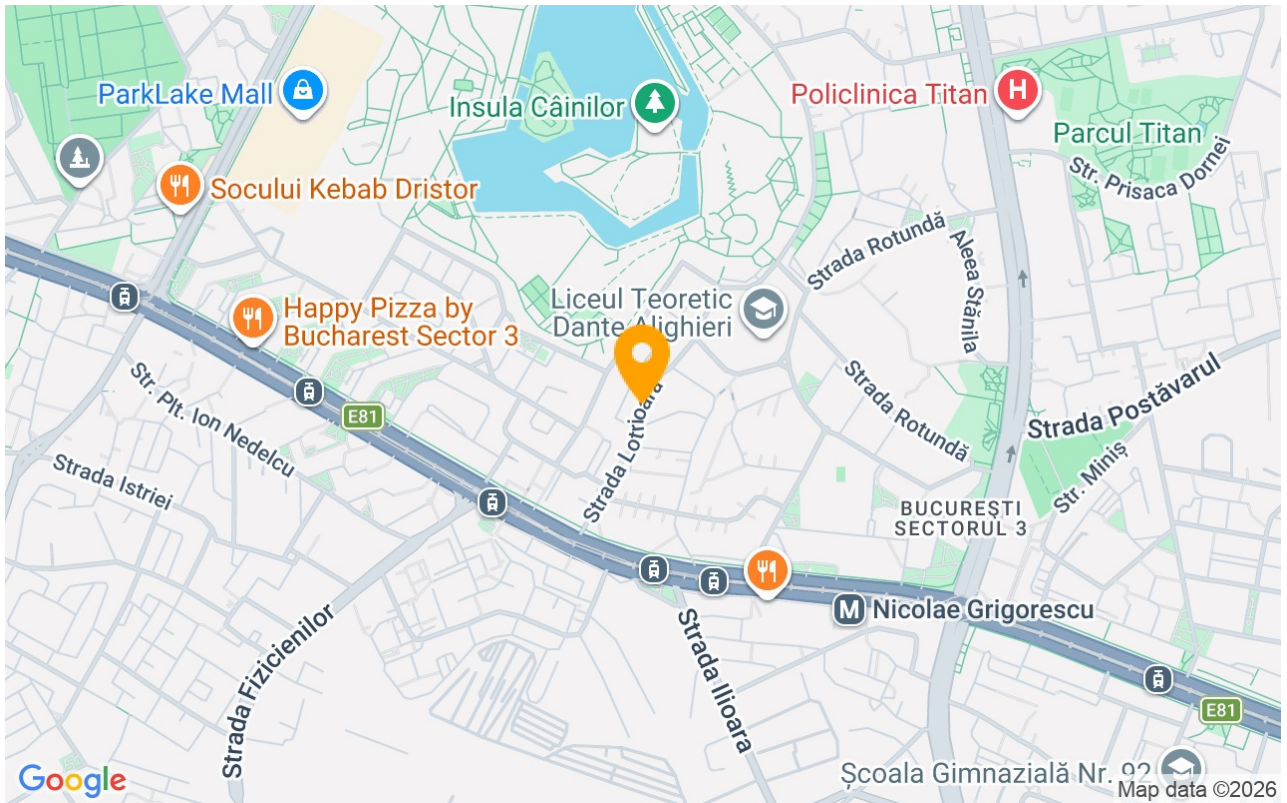 ParkLake Mall
Insula Câinilor
Policlinica Titan
H
Parcul Titan
Str. Prisaca Dornei
Socului Kebab Dristor
Strada Rotundă
Aleea Stănila
Liceul Teoretic
Dante Alighieri
Happy Pizza by
Bucharest Sector 3
E81
Str. Plt. Ion Nedelcu
Strada Lotrioara
Strada Rotundă
Strada Postăvarul
Strada Istriei
Str. Miniș
BUCUREȘTI
SECTORUL 3
M Nicolae Grigorescu
Strada Fizicienilor
Strada Ilioara
E81
Școala Gimnazială Nr. 92
Google
Map data ©2026